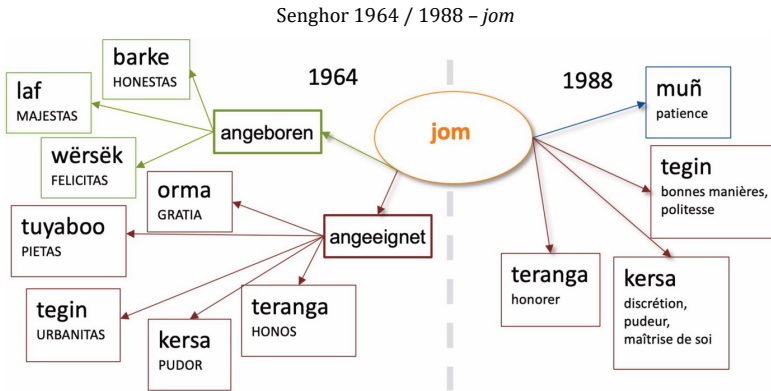 Senghor 1964 / 1988 – jom
1964
1988
jom
barke
HONESTAS
laf
MAJESTAS
angeboren
wërsëk
FELICITAS
orma
GRATIA
tuyaboo
PIETAS
angeeignet
tegin
URBANITAS
kersa
PUDOR
teranga
HONOS
muñ
patience
tegin
bonnes manières,
politesse
teranga
honorer
kersa
discrétion,
pudeur,
maîtrise de soi